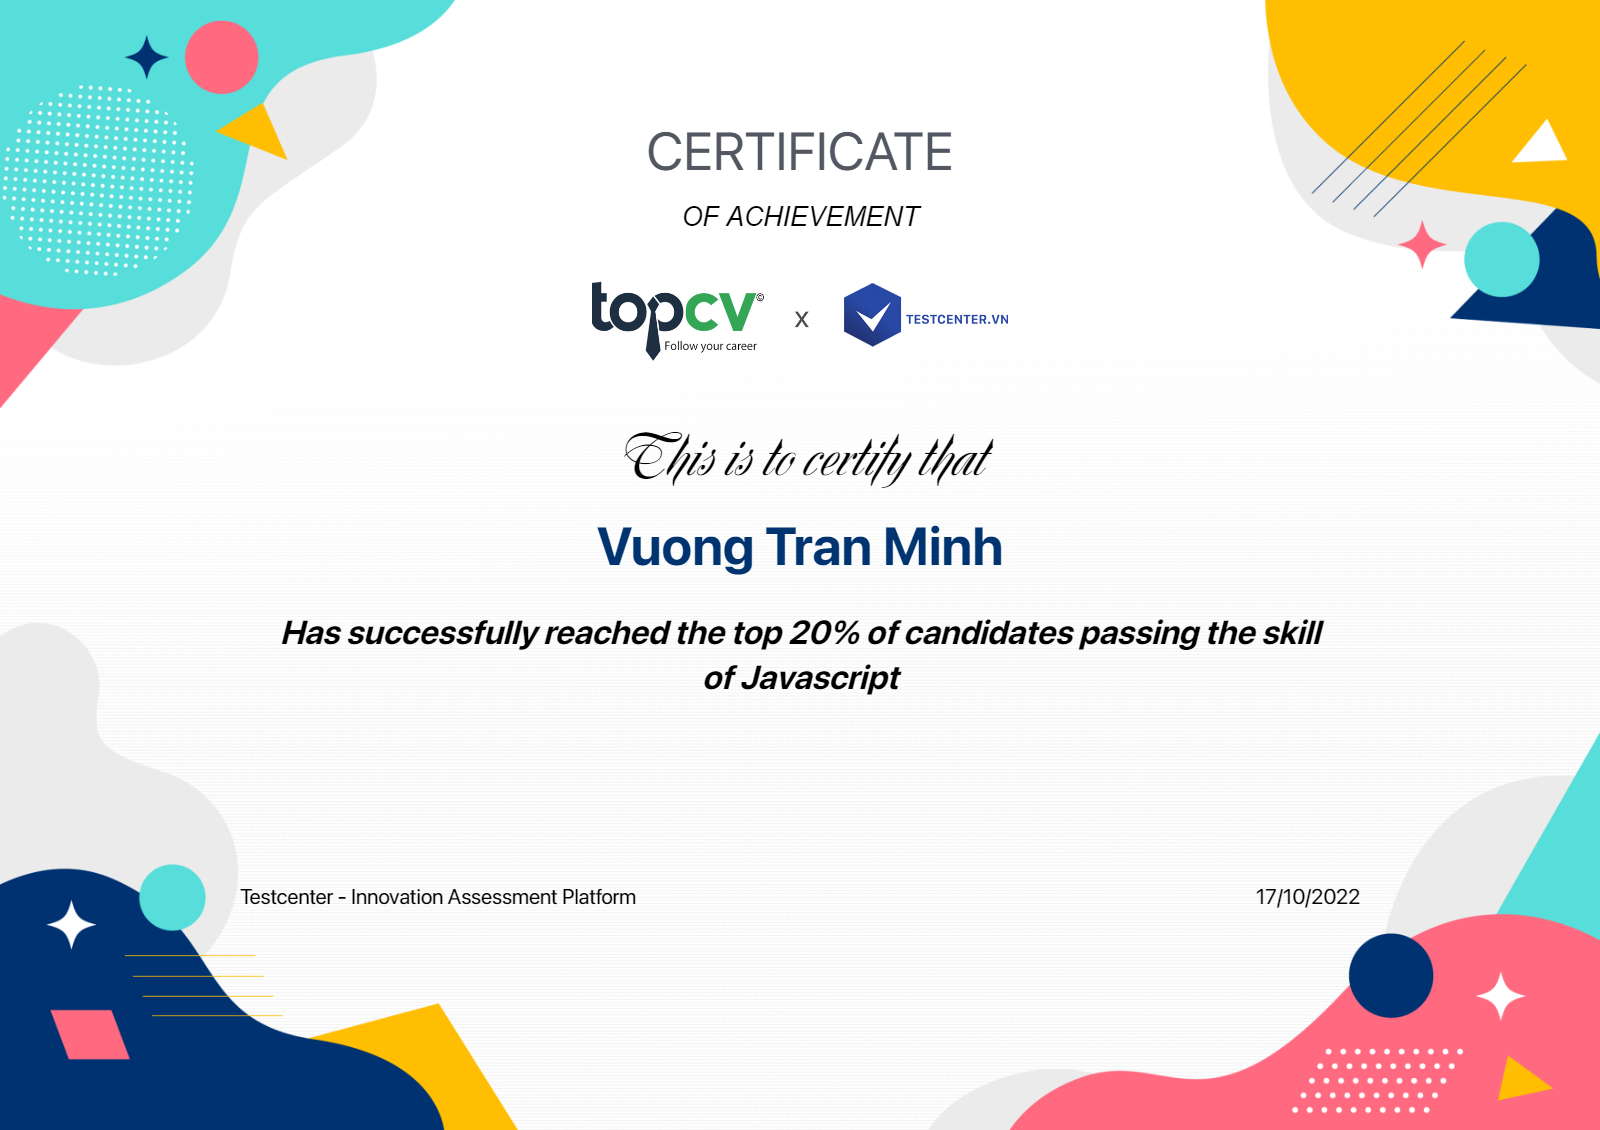 CERTIFICATE
OF ACHIEVEMENT
topcv©
Follow your career
x
TESTCENTER.VN
This is to certify that
Vuong Tran Minh
Has successfully reached the top 20% of candidates passing the skill
of Javascript
Testcenter - Innovation Assessment Platform
17/10/2022